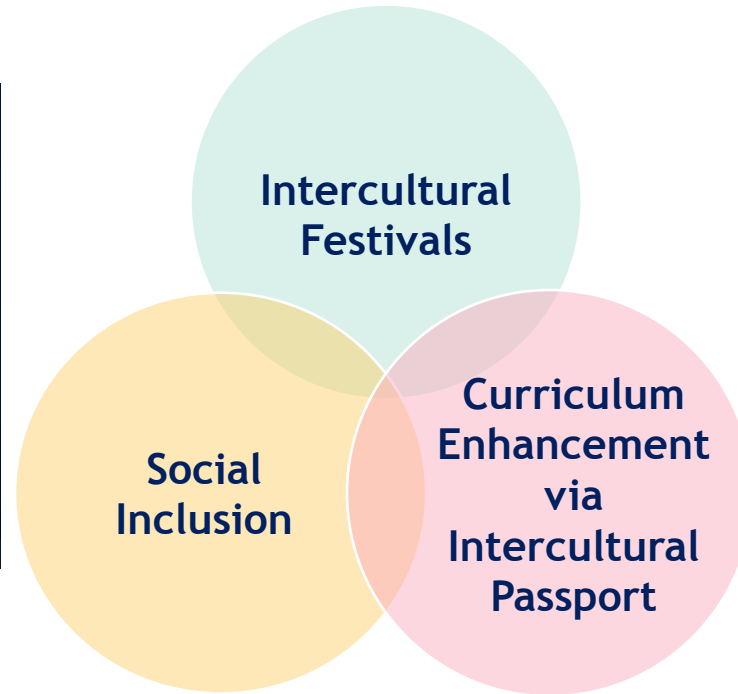 Intercultural
Festivals
Social
Inclusion
Curriculum
Enhancement
via
Intercultural
Passport